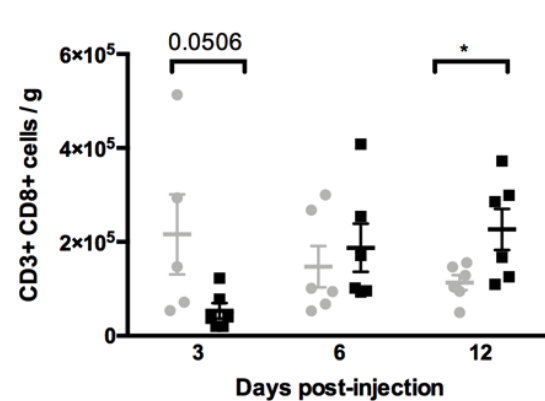 0.0506
*
6×10⁵
4×10⁵
2×10⁵
0
CD3+ CD8+ cells / g
3 6 12
Days post-injection